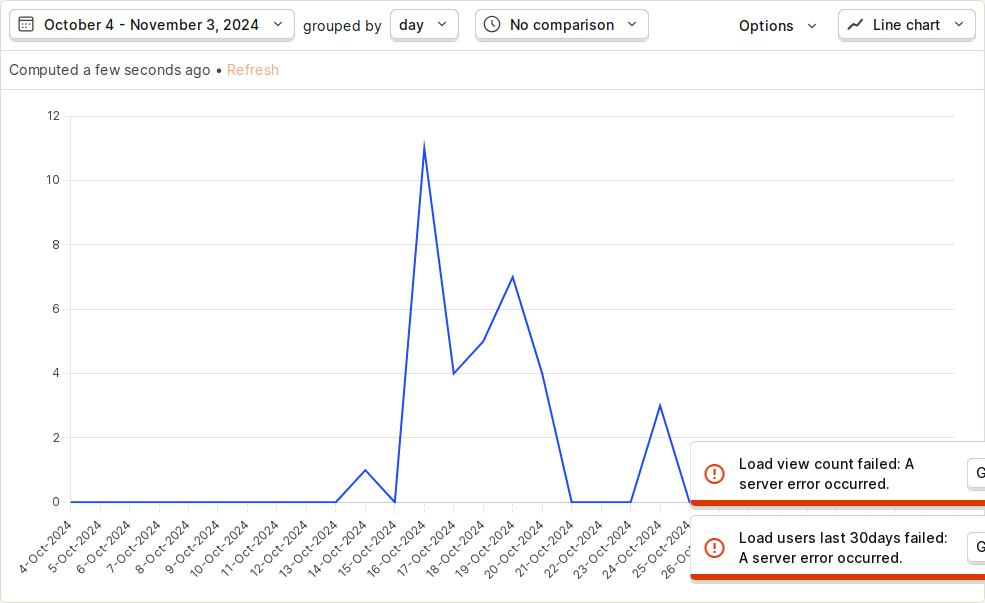 October 4 - November 3, 2024 grouped by day No comparison Options Line chart
Computed a few seconds ago • Refresh
12
10
8
6
4
2
0
4-Oct-2024
5-Oct-2024
6-Oct-2024
7-Oct-2024
8-Oct-2024
9-Oct-2024
10-Oct-2024
11-Oct-2024
12-Oct-2024
13-Oct-2024
14-Oct-2024
15-Oct-2024
16-Oct-2024
17-Oct-2024
18-Oct-2024
19-Oct-2024
20-Oct-2024
21-Oct-2024
22-Oct-2024
23-Oct-2024
24-Oct-2024
25-Oct-2024
Load view count failed: A
server error occurred.
Load users last 30days failed:
A server error occurred.